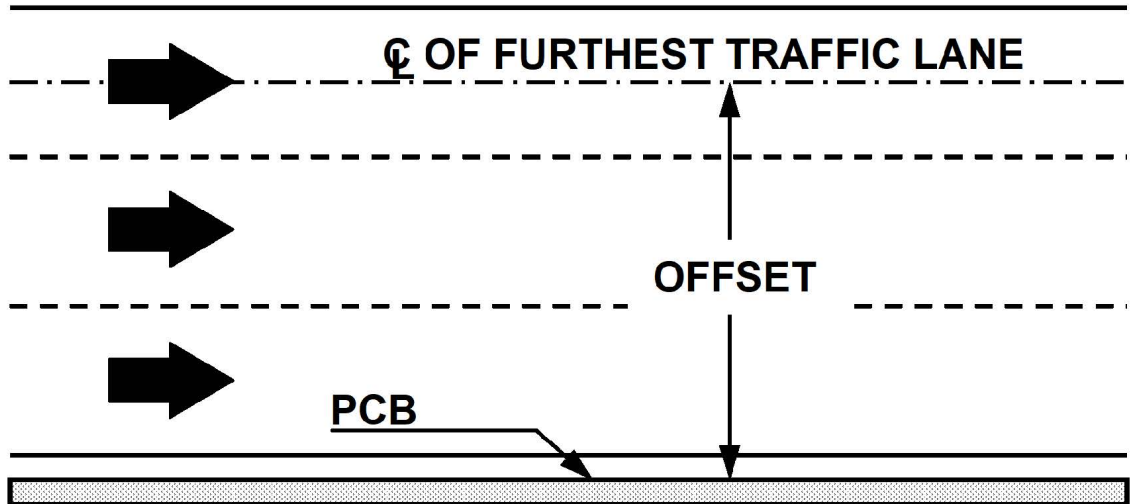 ℄ OF FURTHEST TRAFFIC LANE
OFFSET
PCB